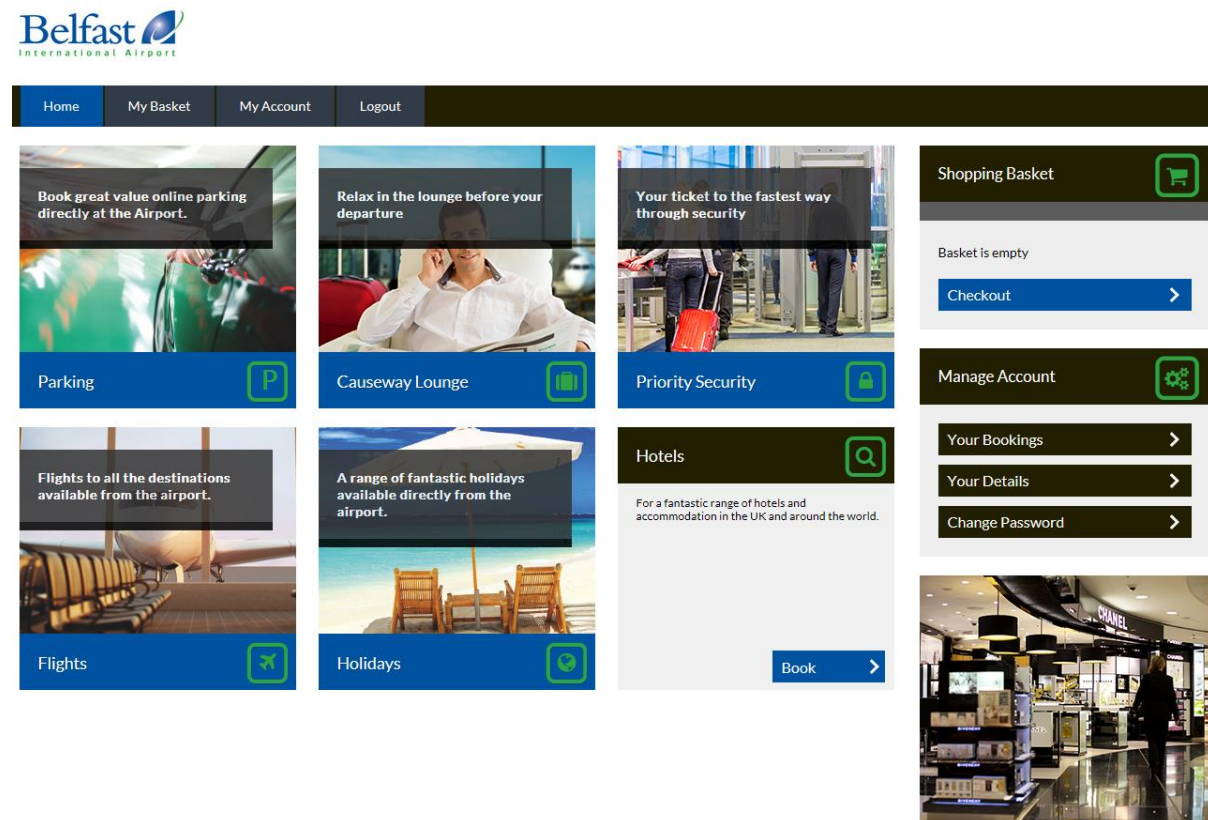 Belfast
International Airport
Home
My Basket
My Account
Logout
Book great value online parking
directly at the Airport.
Parking
P
Relax in the lounge before your
departure
Causeway Lounge
Your ticket to the fastest way
through security
Priority Security
Shopping Basket
Basket is empty
Checkout
Manage Account
Your Bookings
Your Details
Change Password
Flights to all the destinations
available from the airport.
Flights
A range of fantastic holidays
available directly from the
airport.
Holidays
Hotels
For a fantastic range of hotels and
accommodation in the UK and around the world.
Book
CHANEL
GIVENCHY
GIVENCHY
GIVENCHY